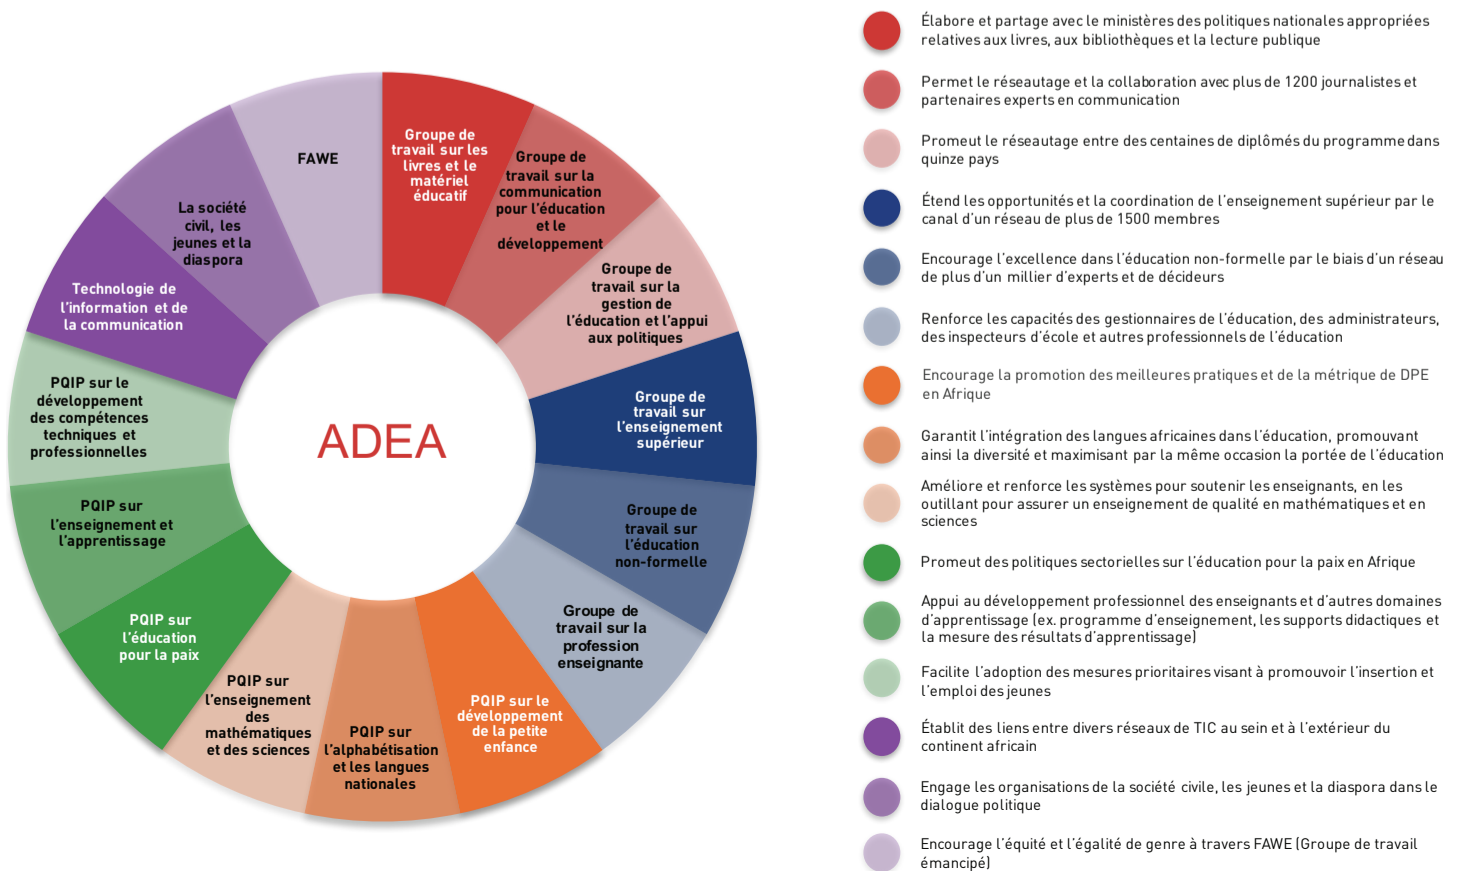 FAWE
Groupe de
travail sur les
livres et le
matériel
éducatif
Groupe de
travail sur la
communication
pour l'éducation
et le
développement
Groupe de
travail sur la
gestion de
l'éducation et l'appui
aux politiques
Groupe de
travail sur
l'enseignement
supérieur
Groupe de
travail sur
l'éducation
non-formelle
Groupe de
travail sur la
profession
enseignante
PQIP sur le
développement
de la petite
enfance
PQIP sur
l'alphabétisation
et les langues
nationales
PQIP sur
l'enseignement
des
mathématiques
et des sciences
PQIP sur
l'éducation
pour la paix
PQIP sur
l'enseignement et
l'apprentissage
PQIP sur le
développement
des compétences
techniques et
professionnelles
Technologie de
l'information et de
la communication
La société
civil, les
jeunes et la
diaspora
ADEA
Élabore et partage avec le ministères des politiques nationales appropriées
relatives aux livres, aux bibliothèques et la lecture publique
Permet le réseautage et la collaboration avec plus de 1200 journalistes et
partenaires experts en communication
Promeut le réseautage entre des centaines de diplômés du programme dans
quinze pays
Étend les opportunités et la coordination de l'enseignement supérieur par le
canal d'un réseau de plus de 1500 membres
Encourage l'excellence dans l'éducation non-formelle par le biais d'un réseau
de plus d'un millier d'experts et de décideurs
Renforce les capacités des gestionnaires de l'éducation, des administrateurs,
des inspecteurs d'école et autres professionnels de l'éducation
Encourage la promotion des meilleures pratiques et de la métrique de DPE
en Afrique
Garantit l'intégration des langues africaines dans l'éducation, promouvant
ainsi la diversité et maximisant par la même occasion la portée de l'éducation
Améliore et renforce les systèmes pour soutenir les enseignants, en les
outillant pour assurer un enseignement de qualité en mathématiques et en
sciences
Promeut des politiques sectorielles sur l'éducation pour la paix en Afrique
Appui au développement professionnel des enseignants et d'autres domaines
d'apprentissage (ex. programme d'enseignement, les supports didactiques et
la mesure des résultats d'apprentissage)
Facilite l'adoption des mesures prioritaires visant à promouvoir l'insertion et
l'emploi des jeunes
Établit des liens entre divers réseaux de TIC au sein et à l'extérieur du
continent africain
Engage les organisations de la société civile, les jeunes et la diaspora dans le
dialogue politique
Encourage l'équité et l'égalité de genre à travers FAWE (Groupe de travail
émancipé)